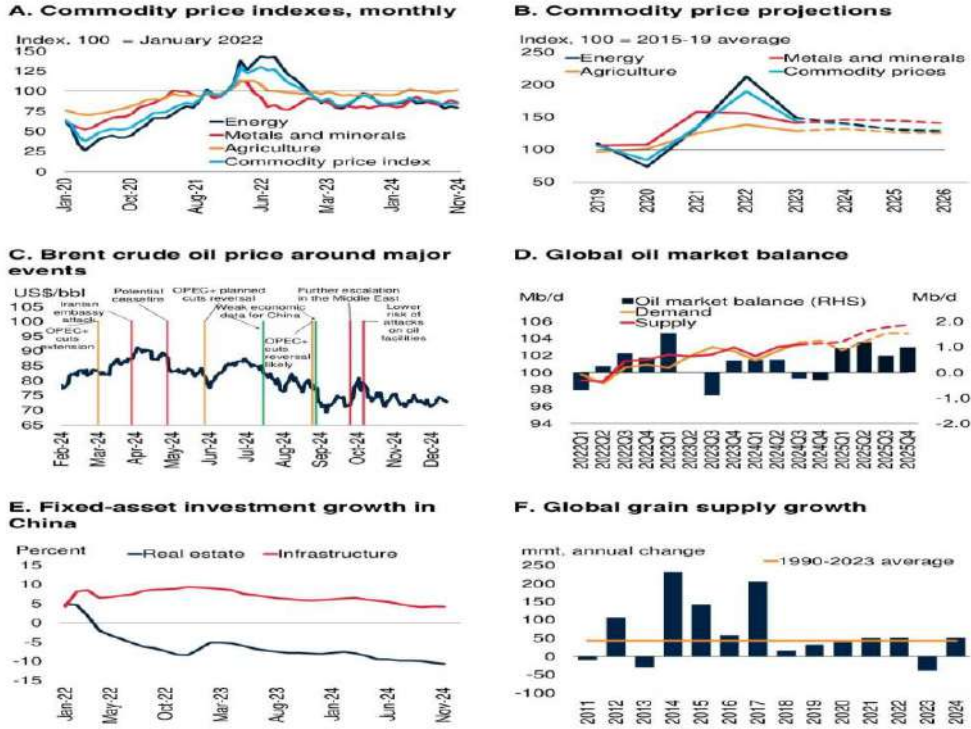 A. Commodity price indexes, monthly
Index, 100 = January 2022
150
125
100
75
50
25
0
Energy
Metals and minerals
Agriculture
Commodity price index
Jan-20
Oct-20
Aug-21
Jun-22
Mar-23
Jan-24
Nov-24
B. Commodity price projections
Index, 100 = 2015-19 average
250
200
150
100
50
Energy
Metals and minerals
Agriculture
Commodity prices
2019
2020
2021
2022
2023
2024
2025
2026
C. Brent crude oil price around major
events
US$/bbl
105
100
95
90
85
80
75
70
65
OPEC+
cuts
extension
Iranian
embassy
attack
Potential
ceasefire
OPEC+ planned
cuts reversal
Weak economic
data for China
OPEC+
cuts
reversal
likely
Further escalation
in the Middle East
Lower
risk of
attacks
on oil
facilities
Feb-24
Mar-24
Apr-24
May-24
Jun-24
Jul-24
Aug-24
Sep-24
Oct-24
Nov-24
Dec-24
D. Global oil market balance
Mb/d
Mb/d
106
104
102
100
98
96
94
Oil market balance (RHS)
Demand
Supply
2.0
1.0
0.0
-1.0
-2.0
2022Q1
2022Q2
2022Q3
2022Q4
2023Q1
2023Q2
2023Q3
2023Q4
2024Q1
2024Q2
2024Q3
2024Q4
2025Q1
2025Q2
2025Q3
2025Q4
E. Fixed-asset investment growth in
China
Percent
15
10
5
0
-5
-10
-15
Real estate
Infrastructure
Jan-22
May-22
Oct-22
Mar-23
Aug-23
Dec-23
Jun-24
Nov-24
F. Global grain supply growth
mmt, annual change
250
200
150
100
50
0
-50
-100
1990-2023 average
2011
2012
2013
2014
2015
2016
2017
2018
2019
2020
2021
2022
2023
2024